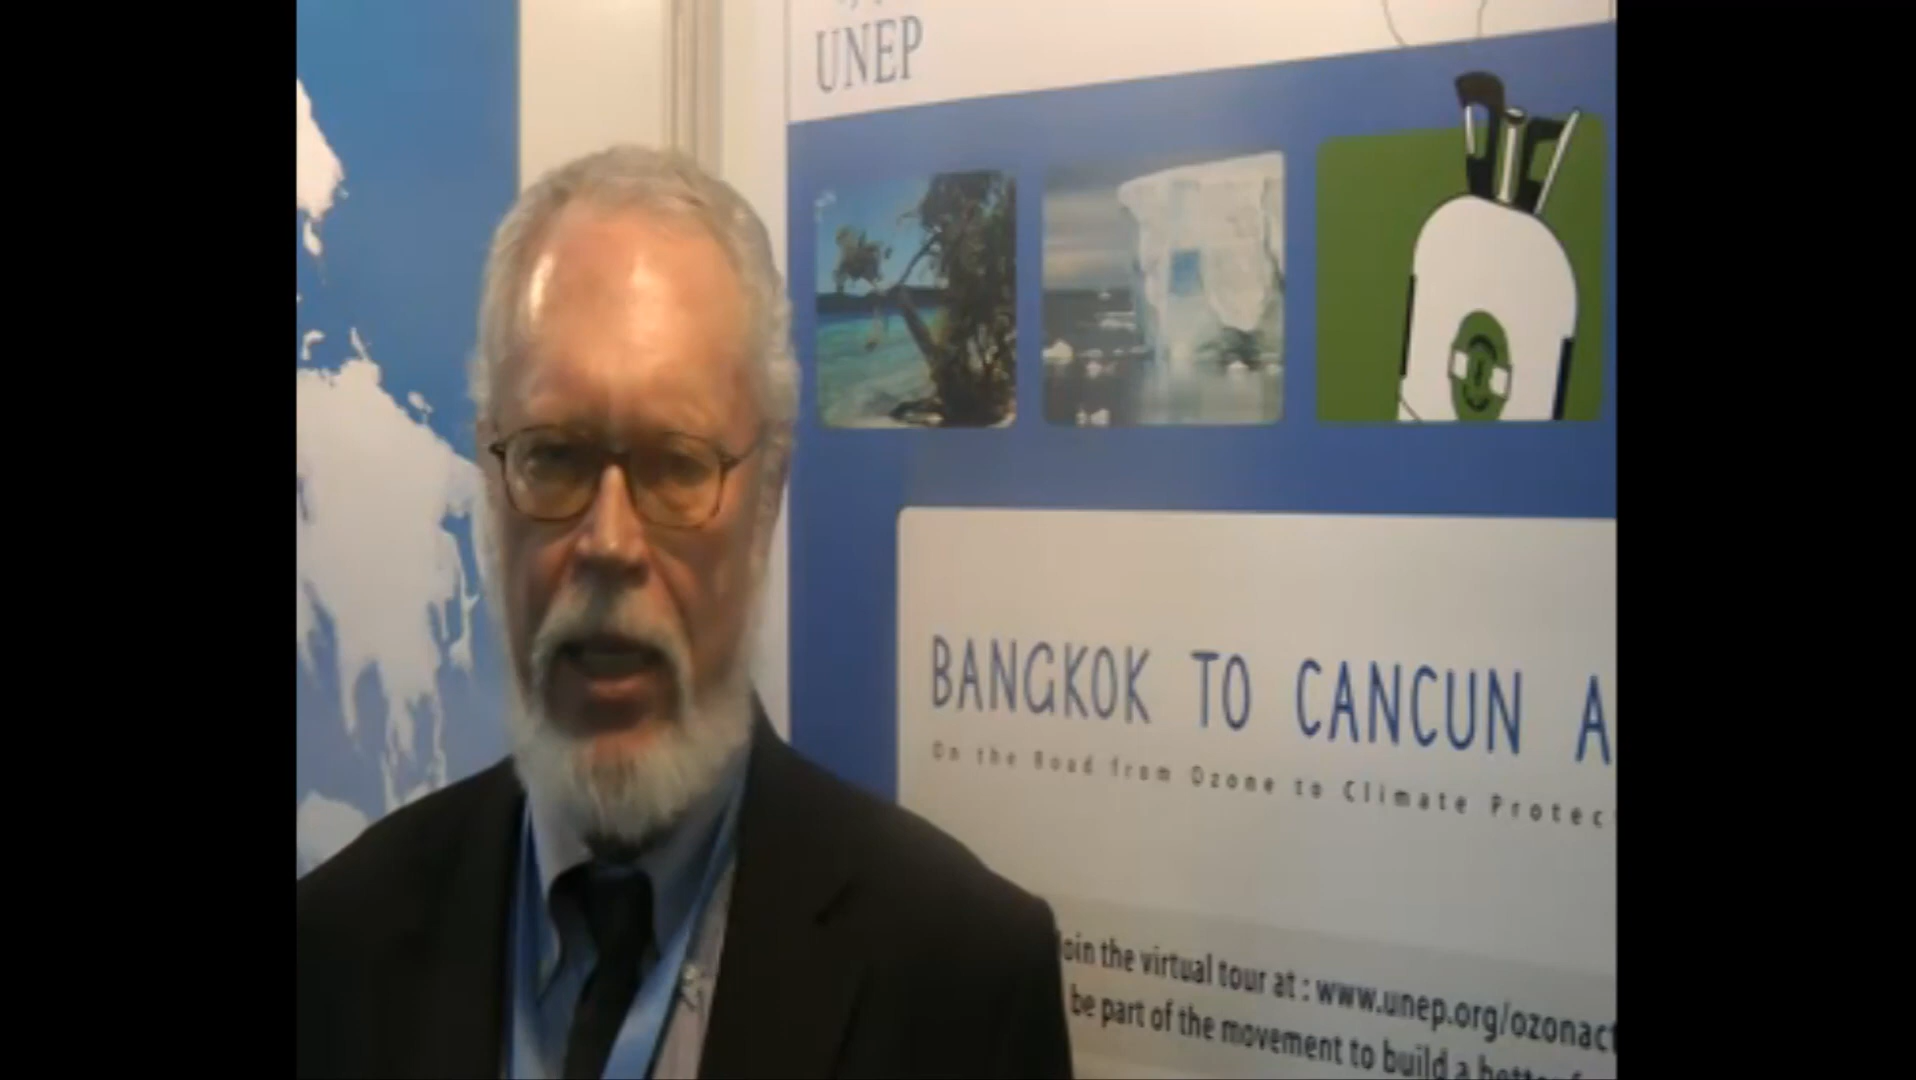 UNEP
BANGKOK TO CANCUN A
On the Road from Ozone to Climate Protec
oin the virtual tour at : www.unep.org/ozonact
be part of the movement to build a better f